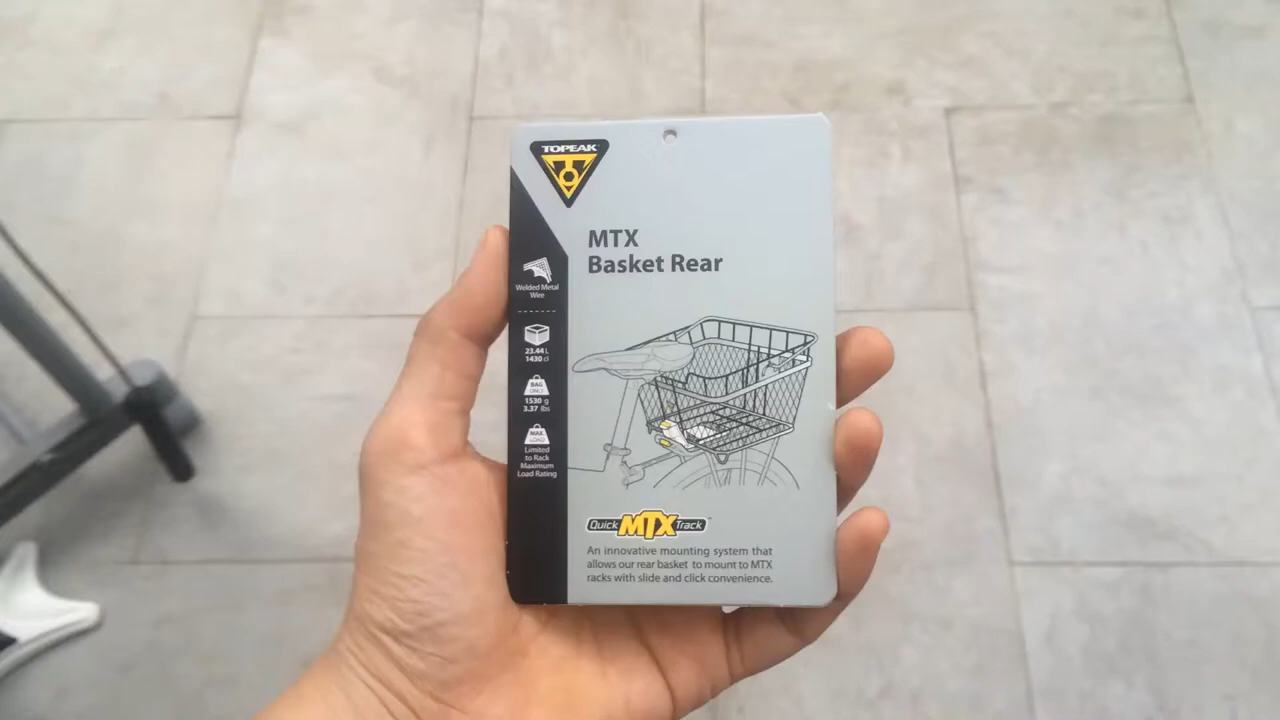 TOPEAK
MTX
Basket Rear
Welded Metal
Wire
23.44 L
1430 ci
BAG
ONLY
1530 g
3.37 lbs
MAX.
LOAD
Limited
to Rack
Maximum
Load Rating
Quick MTX Track™
An innovative mounting system that
allows our rear basket to mount to MTX
racks with slide and click convenience.